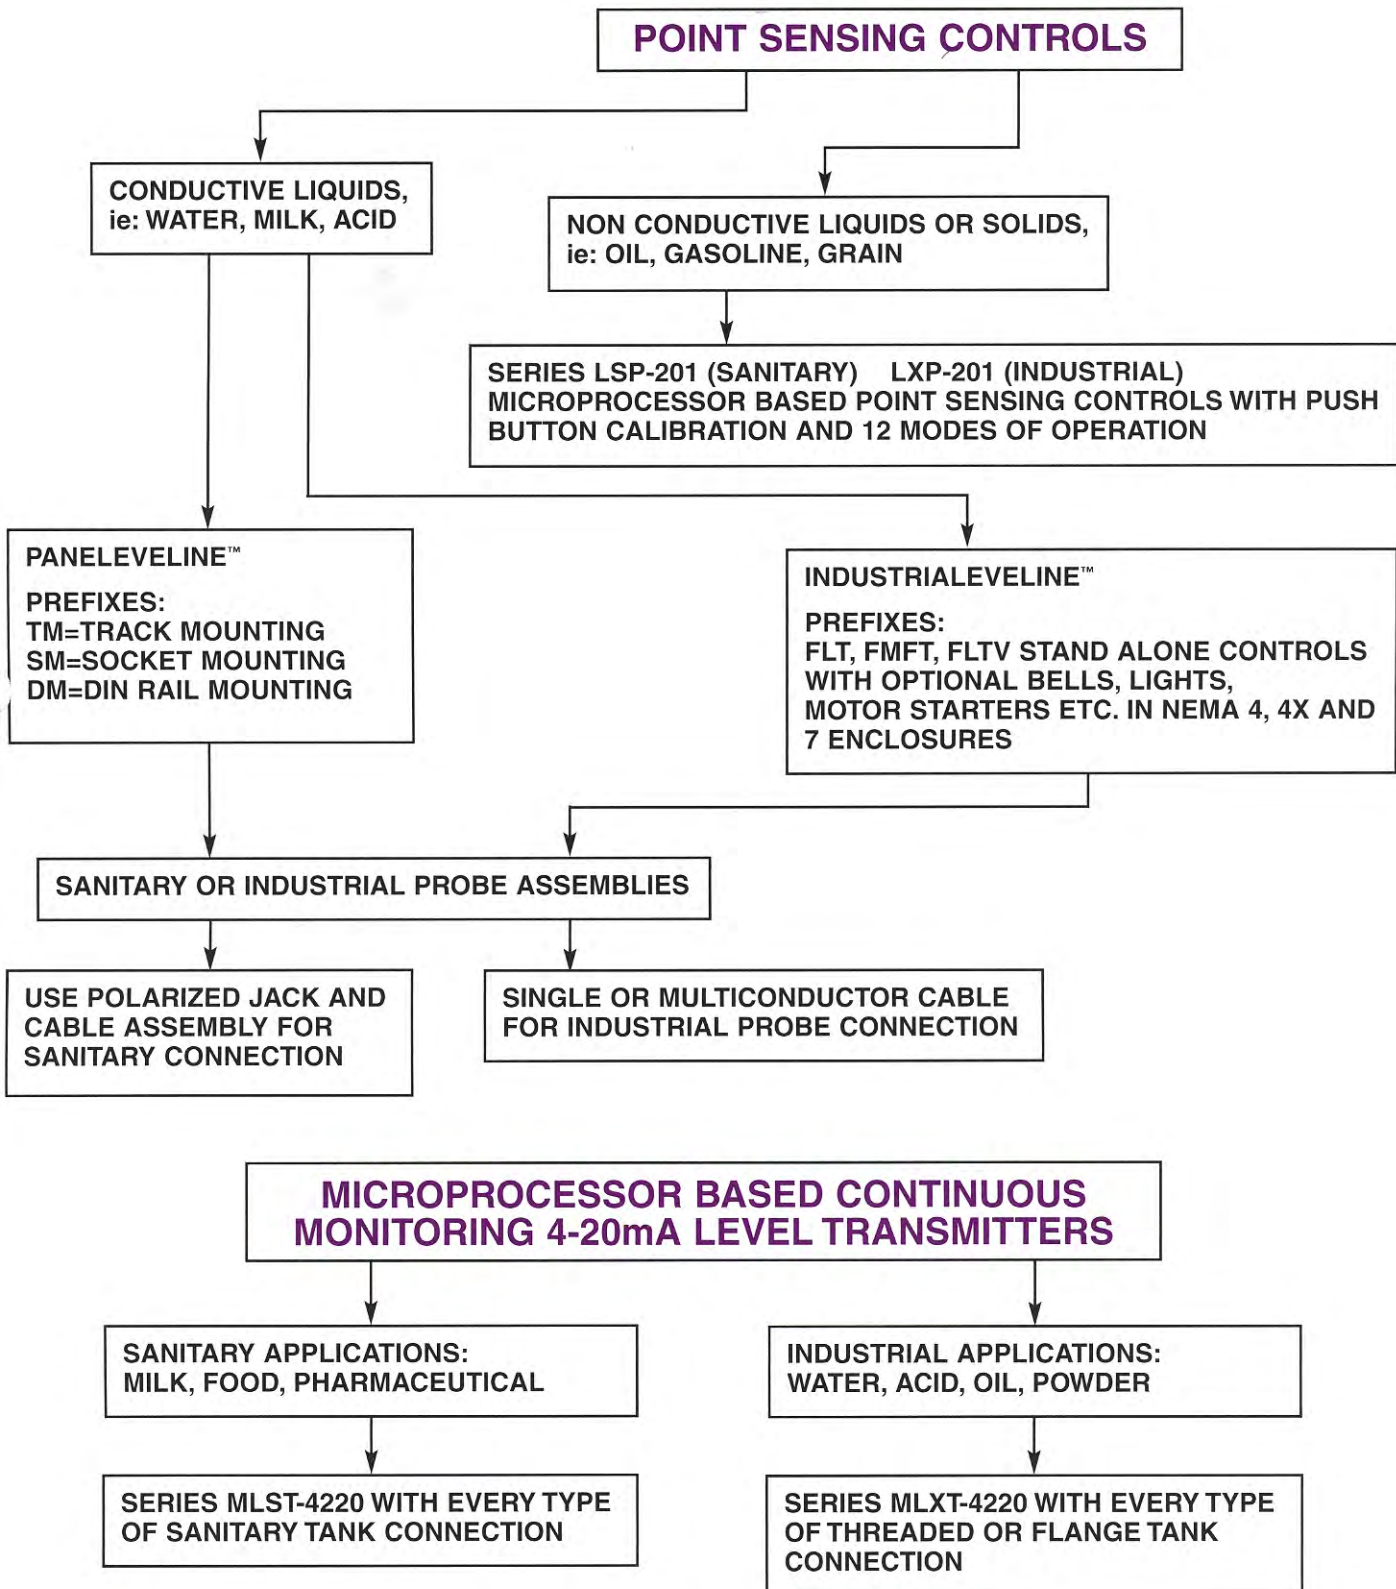 POINT SENSING CONTROLS
CONDUCTIVE LIQUIDS,
ie: WATER, MILK, ACID
NON CONDUCTIVE LIQUIDS OR SOLIDS,
ie: OIL, GASOLINE, GRAIN
SERIES LSP-201 (SANITARY) LXP-201 (INDUSTRIAL)
MICROPROCESSOR BASED POINT SENSING CONTROLS WITH PUSH
BUTTON CALIBRATION AND 12 MODES OF OPERATION
PANELEVELINE™
PREFIXES:
TM=TRACK MOUNTING
SM=SOCKET MOUNTING
DM=DIN RAIL MOUNTING
INDUSTRIALEVELINE™
PREFIXES:
FLT, FMFT, FLTV STAND ALONE CONTROLS
WITH OPTIONAL BELLS, LIGHTS,
MOTOR STARTERS ETC. IN NEMA 4, 4X AND
7 ENCLOSURES
SANITARY OR INDUSTRIAL PROBE ASSEMBLIES
USE POLARIZED JACK AND
CABLE ASSEMBLY FOR
SANITARY CONNECTION
SINGLE OR MULTICONDUCTOR CABLE
FOR INDUSTRIAL PROBE CONNECTION
MICROPROCESSOR BASED CONTINUOUS
MONITORING 4-20mA LEVEL TRANSMITTERS
SANITARY APPLICATIONS:
MILK, FOOD, PHARMACEUTICAL
INDUSTRIAL APPLICATIONS:
WATER, ACID, OIL, POWDER
SERIES MLST-4220 WITH EVERY TYPE
OF SANITARY TANK CONNECTION
SERIES MLXT-4220 WITH EVERY TYPE
OF THREADED OR FLANGE TANK
CONNECTION